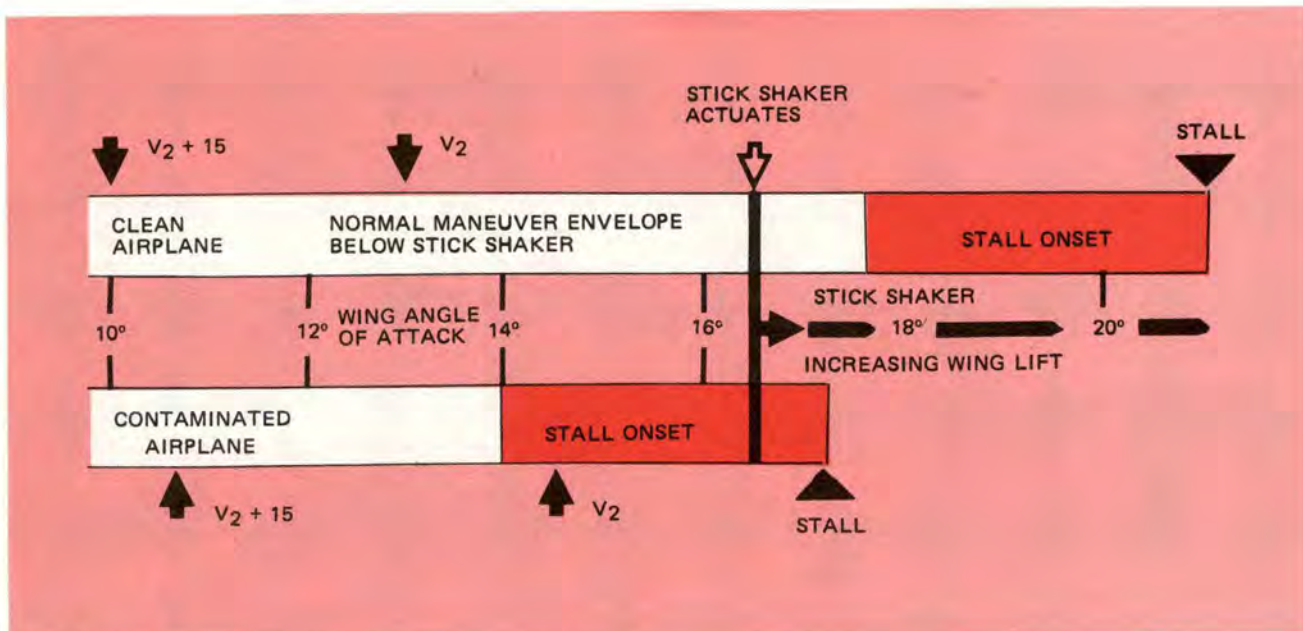 STICK SHAKER
ACTUATES
V2 + 15
V2
STALL
CLEAN
AIRPLANE
NORMAL MANEUVER ENVELOPE
BELOW STICK SHAKER
STALL ONSET
10°
12°
WING ANGLE
OF ATTACK
14°
16°
STICK SHAKER
18°
20°
INCREASING WING LIFT
CONTAMINATED
AIRPLANE
STALL ONSET
V2 + 15
V2
STALL